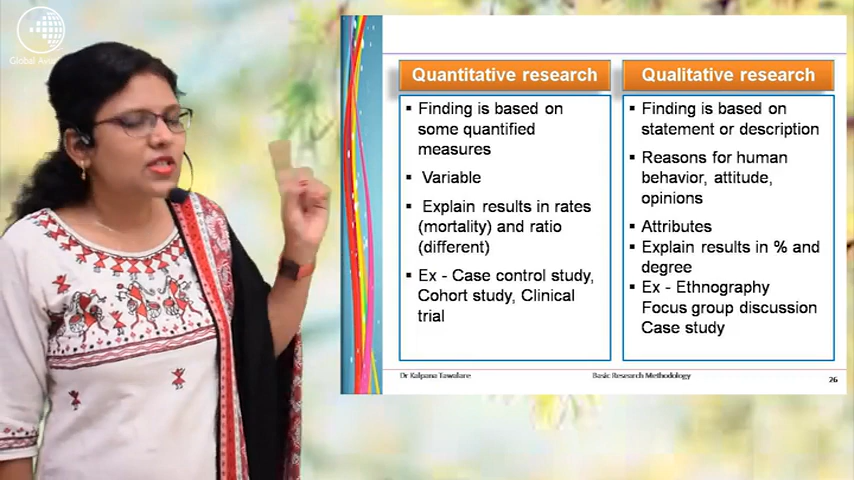 Global Ayu
Quantitative research
▪ Finding is based on
some quantified
measures
▪ Variable
▪ Explain results in rates
(mortality) and ratio
(different)
▪ Ex - Case control study,
Cohort study, Clinical
trial
Qualitative research
▪ Finding is based on
statement or description
▪ Reasons for human
behavior, attitude,
opinions
▪ Attributes
▪ Explain results in % and
degree
▪ Ex - Ethnography
Focus group discussion
Case study
Dr Kalpana Tawalare
Basic Research Methodology
26